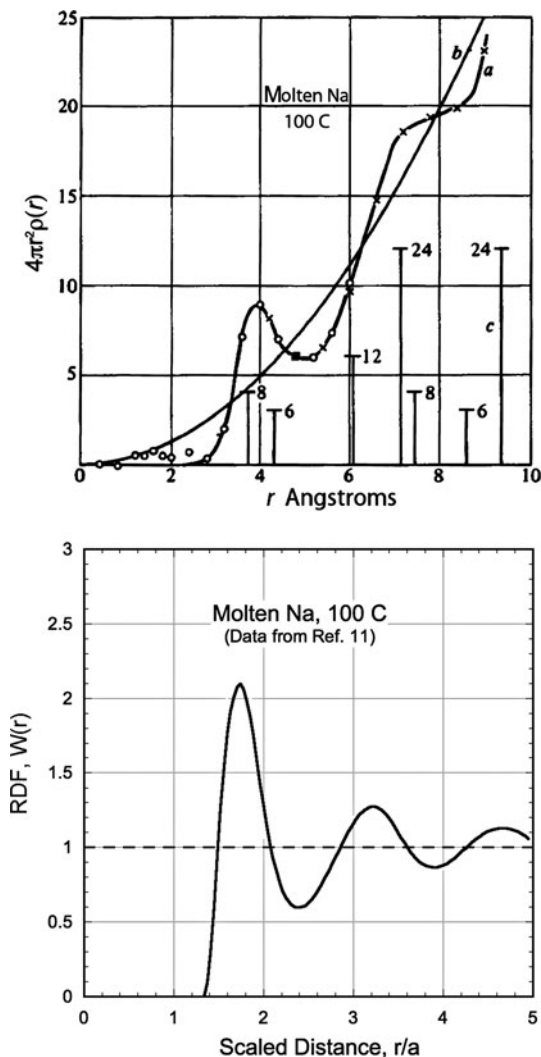 25
20
15
10
5
0
4πr²ρ(r)
Molten Na
100 C
b
a
24
24
12
c
8
8
6
6
0
2
4
6
8
10
r Angstroms
3
2.5
2
1.5
1
0.5
0
RDF, W(r)
Molten Na, 100 C
(Data from Ref. 11)
0
1
2
3
4
5
Scaled Distance, r/a